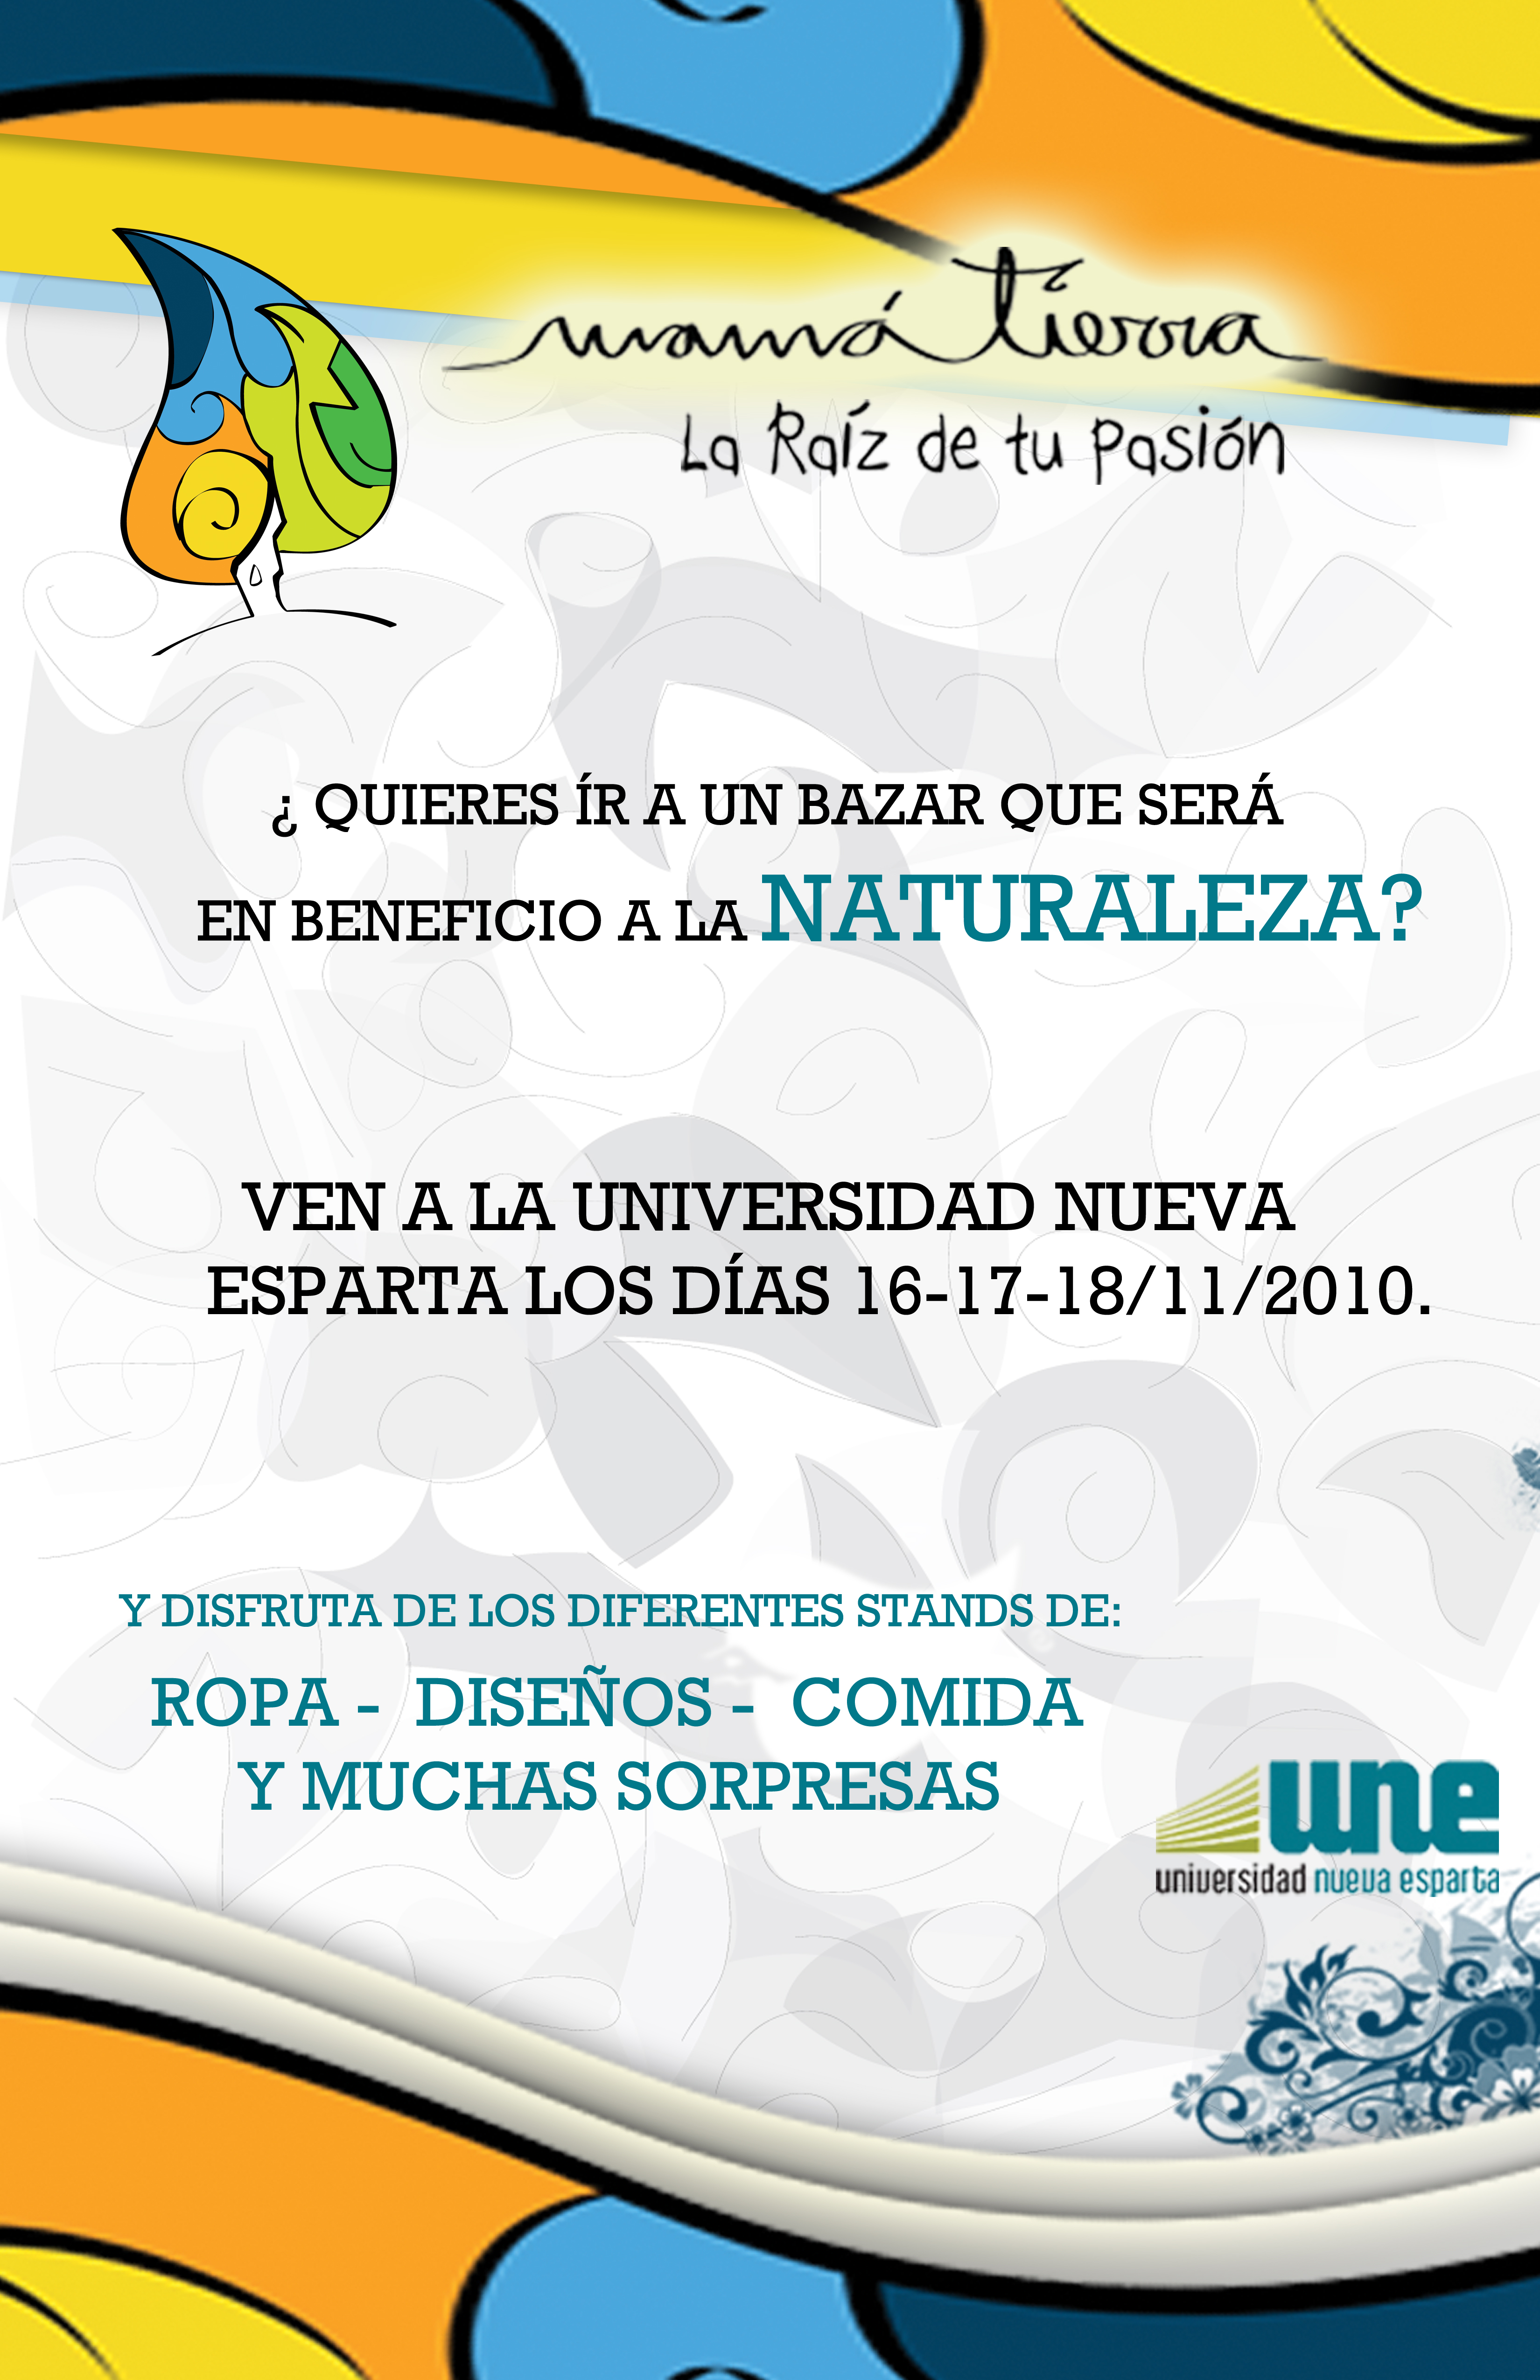 mamá tierra
La Raíz de tu Pasión
¿ QUIERES ÍR A UN BAZAR QUE SERÁ
EN BENEFICIO A LA NATURALEZA?
VEN A LA UNIVERSIDAD NUEVA
ESPARTA LOS DÍAS 16-17-18/11/2010.
Y DISFRUTA DE LOS DIFERENTES STANDS DE:
ROPA - DISEÑOS - COMIDA
Y MUCHAS SORPRESAS
une
universidad nueva esparta